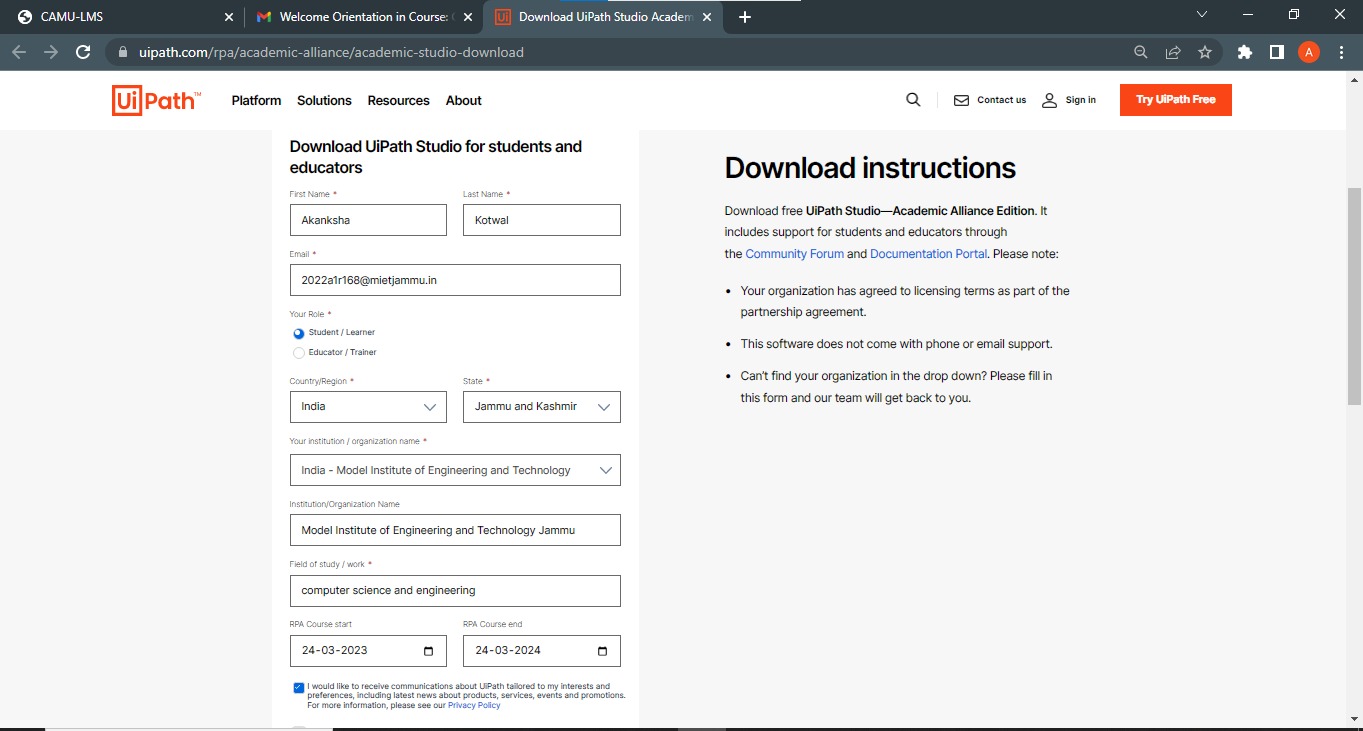 CAMU-LMS
Welcome Orientation in Course:
Download UiPath Studio Academ
uipath.com/rpa/academic-alliance/academic-studio-download
A
UiPath™
Platform
Solutions
Resources
About
Contact us
Sign in
Try UiPath Free
Download UiPath Studio for students and
educators
First Name *
Last Name *
Akanksha
Kotwal
Email *
2022a1r168@mietjammu.in
Your Role *
Student / Learner
Educator / Trainer
Country/Region *
State *
India
Jammu and Kashmir
Your institution / organization name *
India - Model Institute of Engineering and Technology
Institution/Organization Name
Model Institute of Engineering and Technology Jammu
Field of study / work *
computer science and engineering
RPA Course start
RPA Course end
24-03-2023
24-03-2024
I would like to receive communications about UiPath tailored to my interests and
preferences, including latest news about products, services, events and promotions.
For more information, please see our Privacy Policy
Download instructions
Download free UiPath Studio—Academic Alliance Edition. It
includes support for students and educators through
the Community Forum and Documentation Portal. Please note:
• Your organization has agreed to licensing terms as part of the
partnership agreement.
• This software does not come with phone or email support.
• Can't find your organization in the drop down? Please fill in
this form and our team will get back to you.